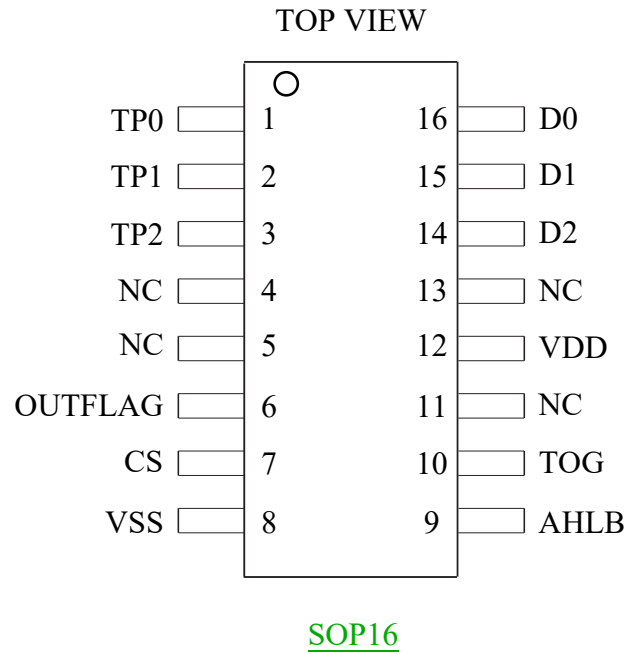 TOP VIEW
TP0 1 16 D0
TP1 2 15 D1
TP2 3 14 D2
NC 4 13 NC
NC 5 12 VDD
OUTFLAG 6 11 NC
CS 7 10 TOG
VSS 8 9 AHLB
SOP16